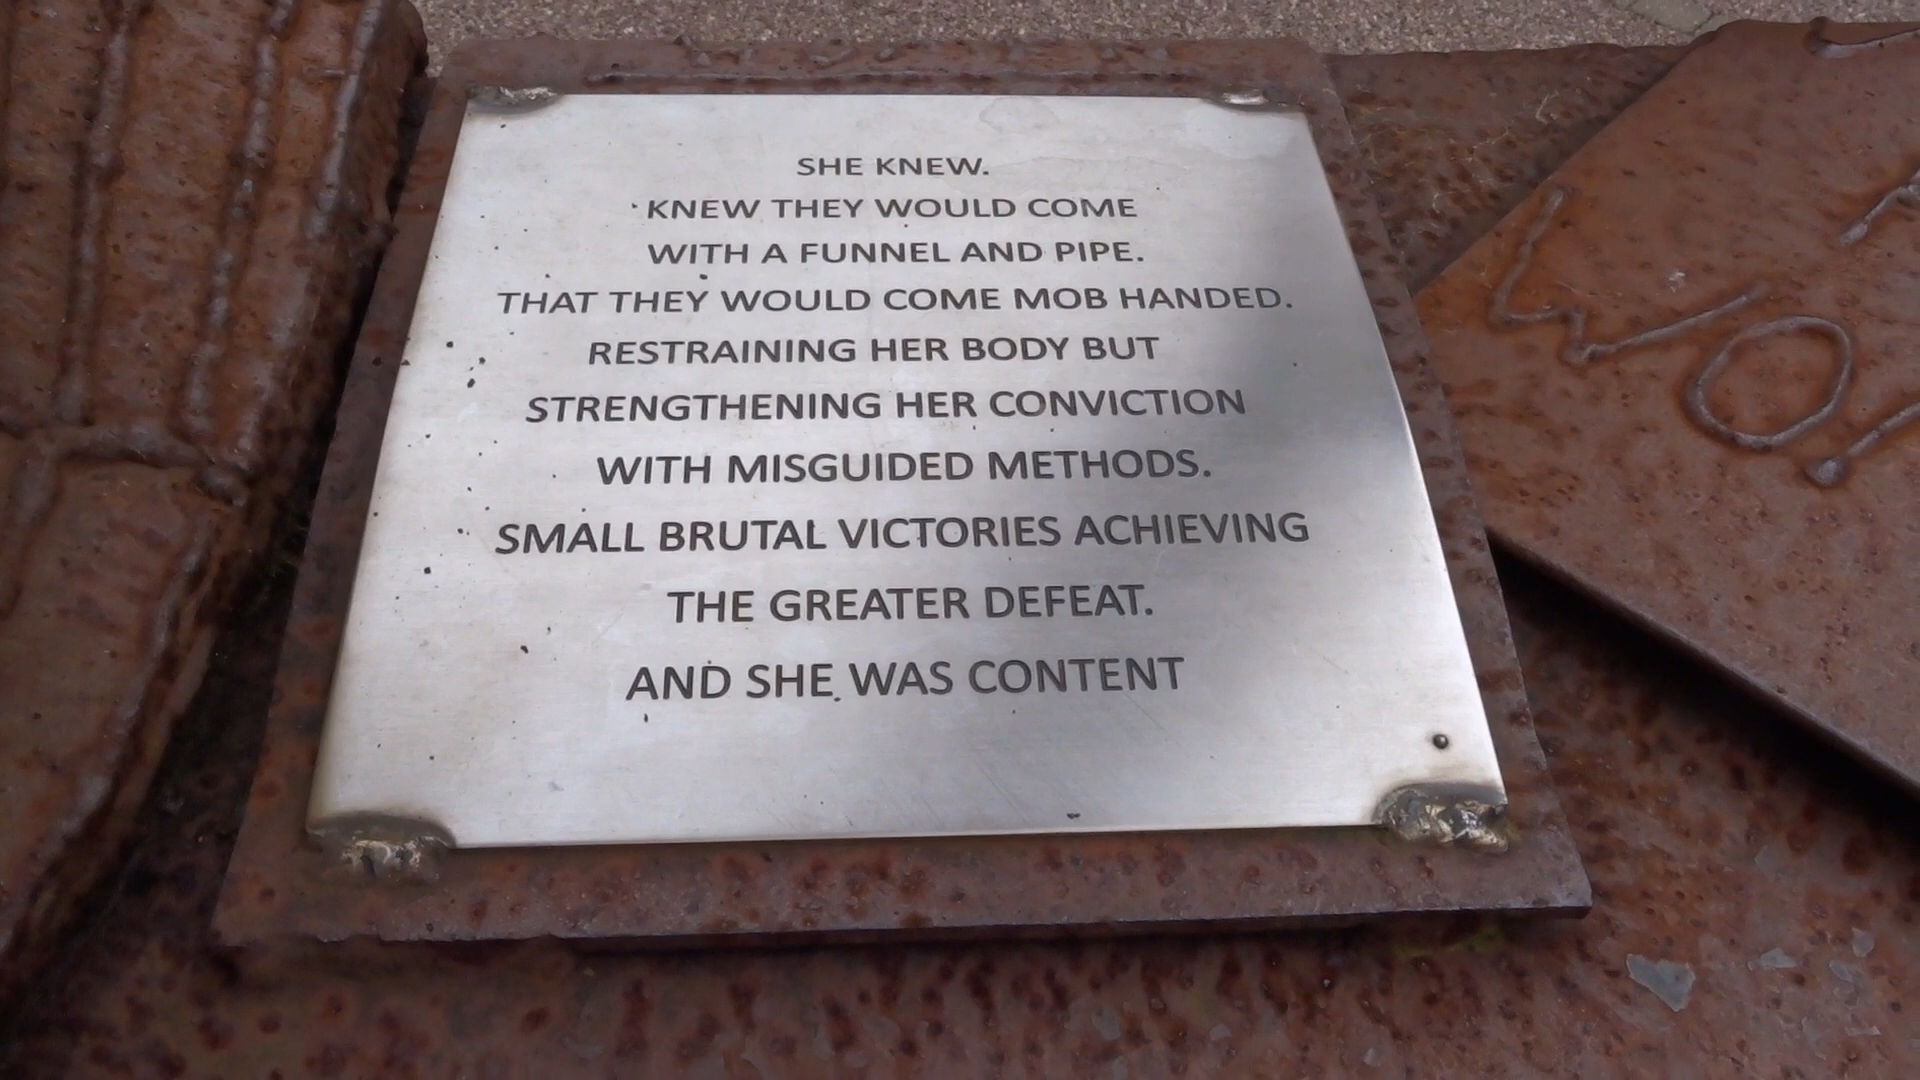 SHE KNEW.
KNEW THEY WOULD COME
WITH A FUNNEL AND PIPE.
THAT THEY WOULD COME MOB HANDED.
RESTRAINING HER BODY BUT
STRENGTHENING HER CONVICTION
WITH MISGUIDED METHODS.
SMALL BRUTAL VICTORIES ACHIEVING
THE GREATER DEFEAT.
AND SHE WAS CONTENT